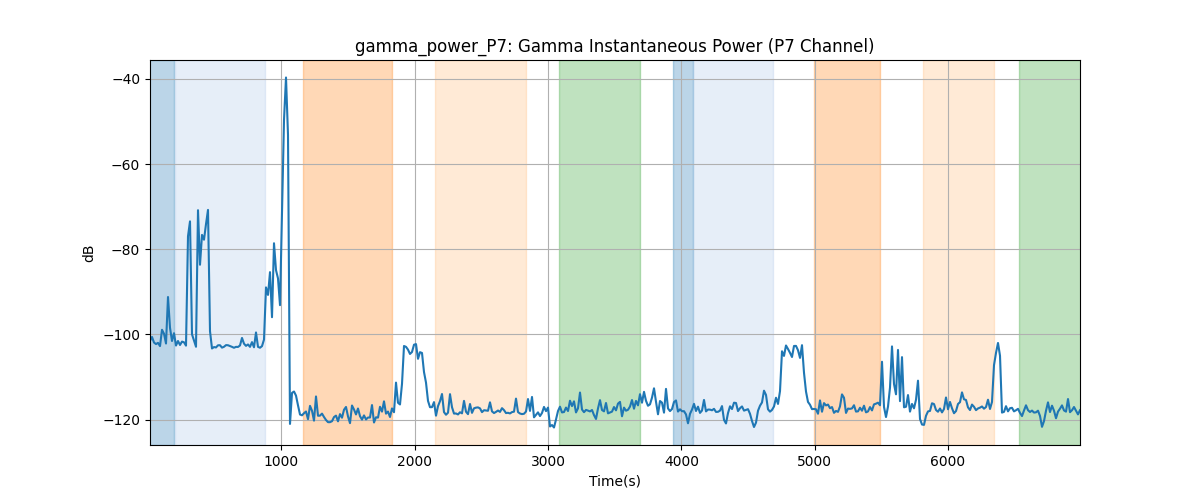 gamma_power_P7: Gamma Instantaneous Power (P7 Channel)
−40
−60
−80
−100
−120
dB
1000 2000 3000 4000 5000 6000
Time(s)